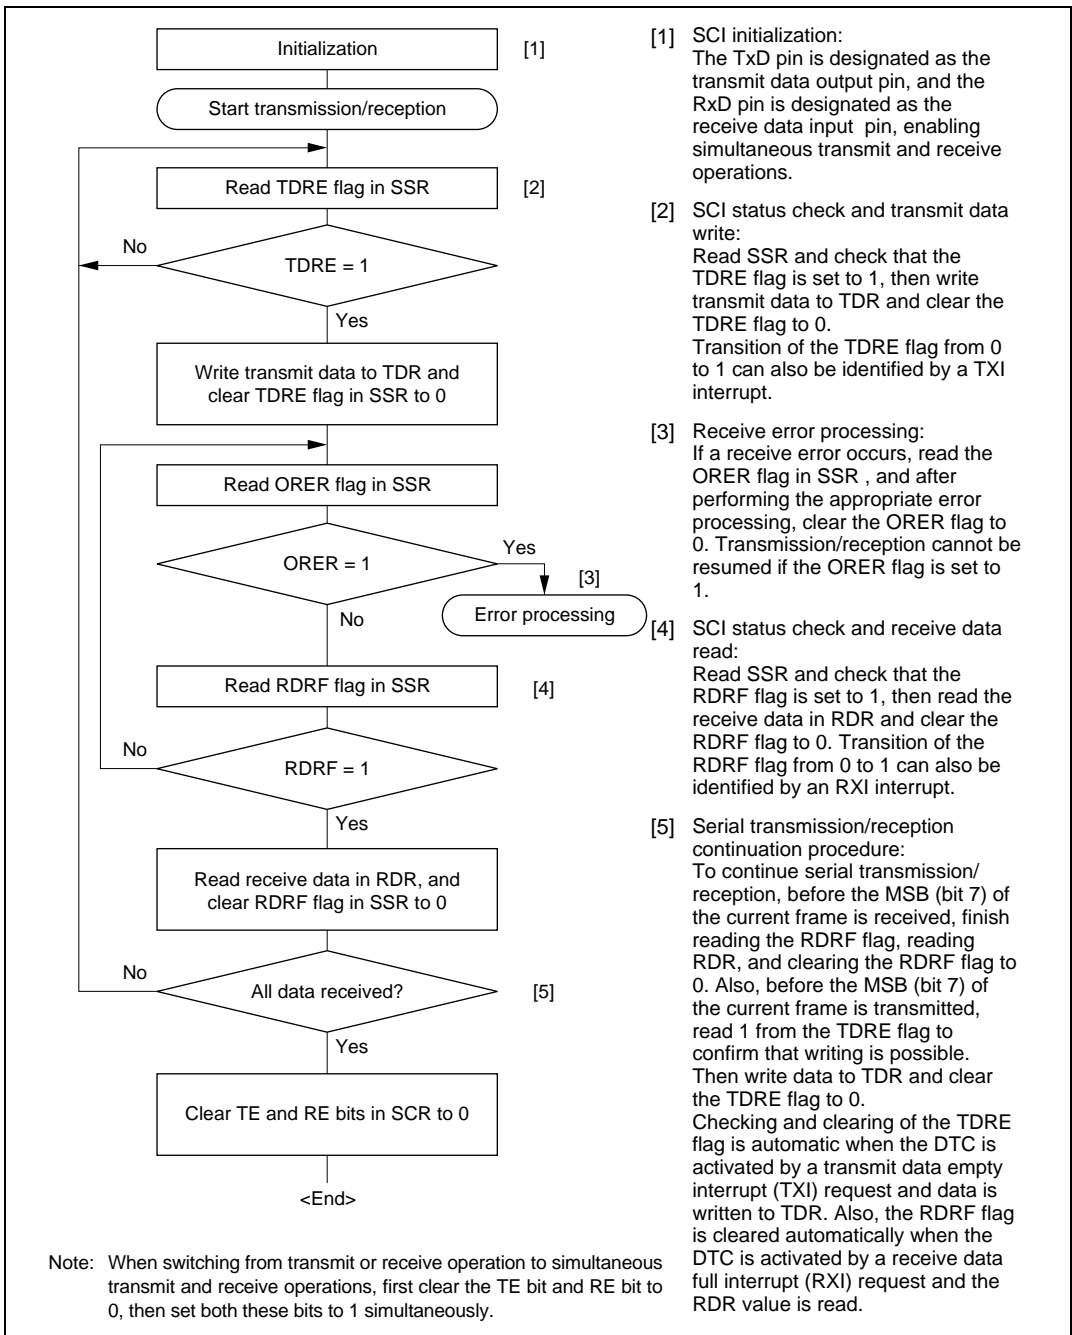 Initialization
[1]
Start transmission/reception
Read TDRE flag in SSR
[2]
No
TDRE = 1
Yes
Write transmit data to TDR and
clear TDRE flag in SSR to 0
Read ORER flag in SSR
ORER = 1
Yes
[3]
Error processing
No
Read RDRF flag in SSR
[4]
No
RDRF = 1
Yes
Read receive data in RDR, and
clear RDRF flag in SSR to 0
No
All data received?
[5]
Yes
Clear TE and RE bits in SCR to 0
<End>
[1] SCI initialization:
The TxD pin is designated as the
transmit data output pin, and the
RxD pin is designated as the
receive data input pin, enabling
simultaneous transmit and receive
operations.
[2] SCI status check and transmit data
write:
Read SSR and check that the
TDRE flag is set to 1, then write
transmit data to TDR and clear the
TDRE flag to 0.
Transition of the TDRE flag from 0
to 1 can also be identified by a TXI
interrupt.
[3] Receive error processing:
If a receive error occurs, read the
ORER flag in SSR , and after
performing the appropriate error
processing, clear the ORER flag to
0. Transmission/reception cannot be
resumed if the ORER flag is set to
1.
[4] SCI status check and receive data
read:
Read SSR and check that the
RDRF flag is set to 1, then read the
receive data in RDR and clear the
RDRF flag to 0. Transition of the
RDRF flag from 0 to 1 can also be
identified by an RXI interrupt.
[5] Serial transmission/reception
continuation procedure:
To continue serial transmission/
reception, before the MSB (bit 7) of
the current frame is received, finish
reading the RDRF flag, reading
RDR, and clearing the RDRF flag to
0. Also, before the MSB (bit 7) of
the current frame is transmitted,
read 1 from the TDRE flag to
confirm that writing is possible.
Then write data to TDR and clear
the TDRE flag to 0.
Checking and clearing of the TDRE
flag is automatic when the DTC is
activated by a transmit data empty
interrupt (TXI) request and data is
written to TDR. Also, the RDRF flag
is cleared automatically when the
DTC is activated by a receive data
full interrupt (RXI) request and the
RDR value is read.
Note: When switching from transmit or receive operation to simultaneous
transmit and receive operations, first clear the TE bit and RE bit to
0, then set both these bits to 1 simultaneously.